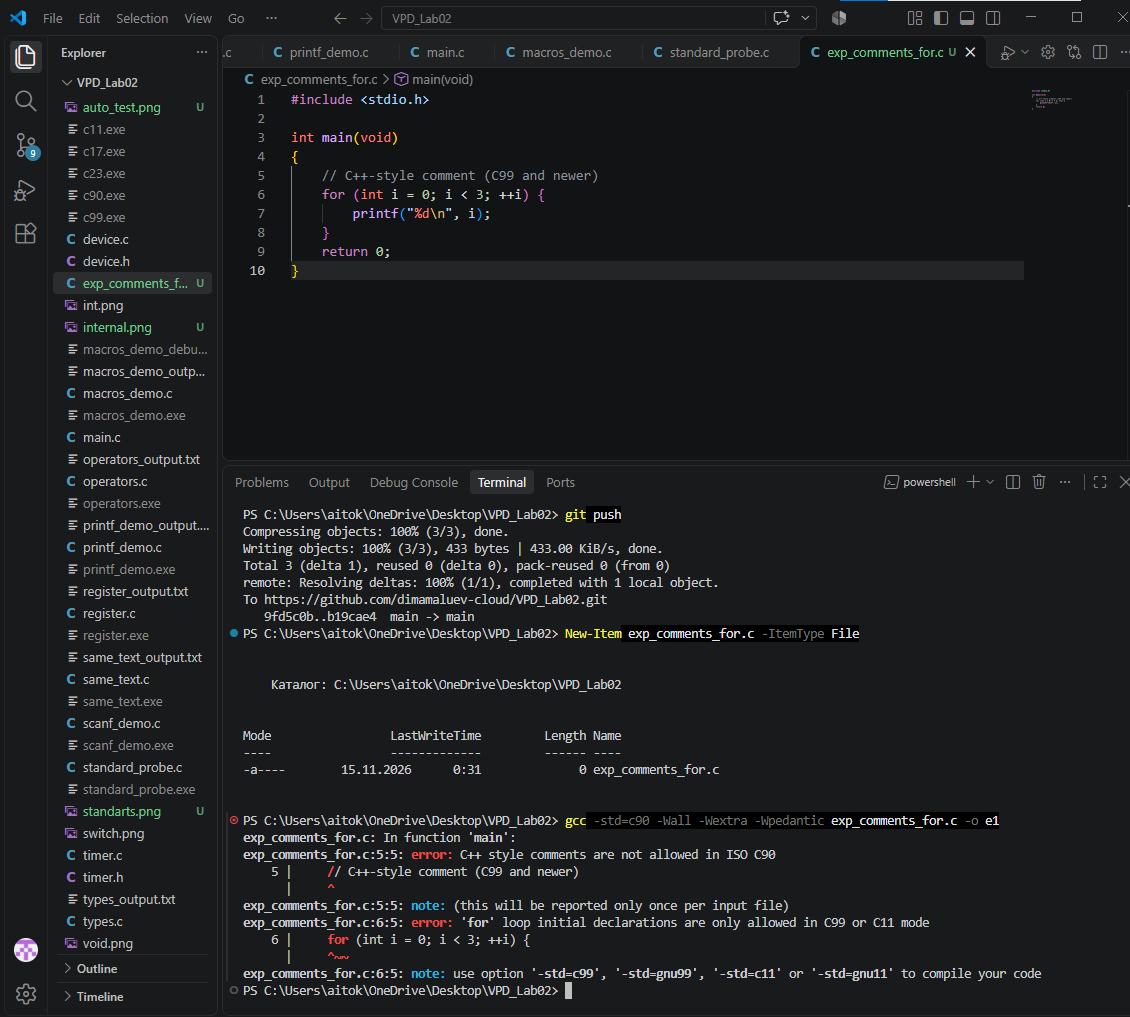 File Edit Selection View Go ··· VPD_Lab02
Explorer ···
VPD_Lab02
auto_test.png U
c11.exe
c17.exe
c23.exe
c90.exe
c99.exe
device.c
device.h
exp_comments_f... U
int.png
internal.png U
macros_demo_debu...
macros_demo_outp...
macros_demo.c
macros_demo.exe
main.c
operators_output.txt
operators.c
operators.exe
printf_demo_output....
printf_demo.c
printf_demo.exe
register_output.txt
register.c
register.exe
same_text_output.txt
same_text.c
same_text.exe
scanf_demo.c
scanf_demo.exe
standard_probe.c
standard_probe.exe
standarts.png U
switch.png
timer.c
timer.h
types_output.txt
types.c
void.png
Outline
Timeline
9
.c C printf_demo.c C main.c C macros_demo.c C standard_probe.c C exp_comments_for.c U
C exp_comments_for.c > main(void)
1 #include <stdio.h>
2
3 int main(void)
4 {
5     // C++-style comment (C99 and newer)
6     for (int i = 0; i < 3; ++i) {
7         printf("%d\n", i);
8     }
9     return 0;
10 }
Problems Output Debug Console Terminal Ports powershell
PS C:\Users\aitok\OneDrive\Desktop\VPD_Lab02> git push
Compressing objects: 100% (3/3), done.
Writing objects: 100% (3/3), 433 bytes | 433.00 KiB/s, done.
Total 3 (delta 1), reused 0 (delta 0), pack-reused 0 (from 0)
remote: Resolving deltas: 100% (1/1), completed with 1 local object.
To https://github.com/dimamaluev-cloud/VPD_Lab02.git
   9fd5c0b..b19cae4  main -> main
PS C:\Users\aitok\OneDrive\Desktop\VPD_Lab02> New-Item exp_comments_for.c -ItemType File
Каталог: C:\Users\aitok\OneDrive\Desktop\VPD_Lab02
Mode                 LastWriteTime         Length Name
----                 -------------         ------ ----
-a----        15.11.2026      0:31              0 exp_comments_for.c
PS C:\Users\aitok\OneDrive\Desktop\VPD_Lab02> gcc -std=c90 -Wall -Wextra -Wpedantic exp_comments_for.c -o e1
exp_comments_for.c: In function 'main':
exp_comments_for.c:5:5: error: C++ style comments are not allowed in ISO C90
    5 |     // C++-style comment (C99 and newer)
      |     ^
exp_comments_for.c:5:5: note: (this will be reported only once per input file)
exp_comments_for.c:6:5: error: 'for' loop initial declarations are only allowed in C99 or C11 mode
    6 |     for (int i = 0; i < 3; ++i) {
      |     ^~~
exp_comments_for.c:6:5: note: use option '-std=c99', '-std=gnu99', '-std=c11' or '-std=gnu11' to compile your code
PS C:\Users\aitok\OneDrive\Desktop\VPD_Lab02>